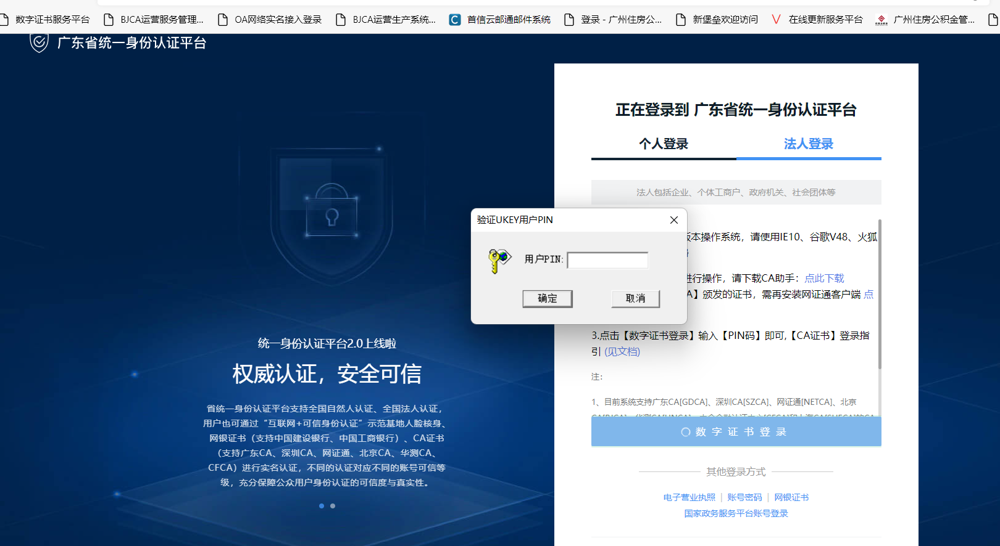 数字证书服务平台
BJCA运营服务管理...
OA网络实名接入登录
BJCA运营生产系统...
首信云邮通邮件系统
登录 - 广州住房公...
新堡垒欢迎访问
在线更新服务平台
广州住房公积金管...
广东省统一身份认证平台
统一身份认证平台2.0上线啦
权威认证，安全可信
省统一身份认证平台支持全国自然人认证、全国法人认证，
用户也可通过“互联网+可信身份认证”示范基地人脸核身、
网银证书（支持中国建设银行、中国工商银行）、CA证书
（支持广东CA、深圳CA、网证通、北京CA、华测CA、
CFCA）进行实名认证，不同的认证对应不同的账号可信等
级，充分保障公众用户身份认证的可信度与真实性。
正在登录到 广东省统一身份认证平台
个人登录
法人登录
法人包括企业、个体工商户、政府机关、社会团体等
验证UKEY用户PIN
用户PIN:
确定
取消
本操作系统，请使用IE10、谷歌V48、火狐
进行操作，请下载CA助手：点此下载
A】颁发的证书，需再安装网证通客户端 点
3.点击【数字证书登录】输入【PIN码】即可,【CA证书】登录指
引 (见文档)
注：
1、目前系统支持广东CA[GDCA]、深圳CA[SZCA]、网证通[NETCA]、北京
数字证书登录
其他登录方式
电子营业执照 | 账号密码 | 网银证书
国家政务服务平台账号登录